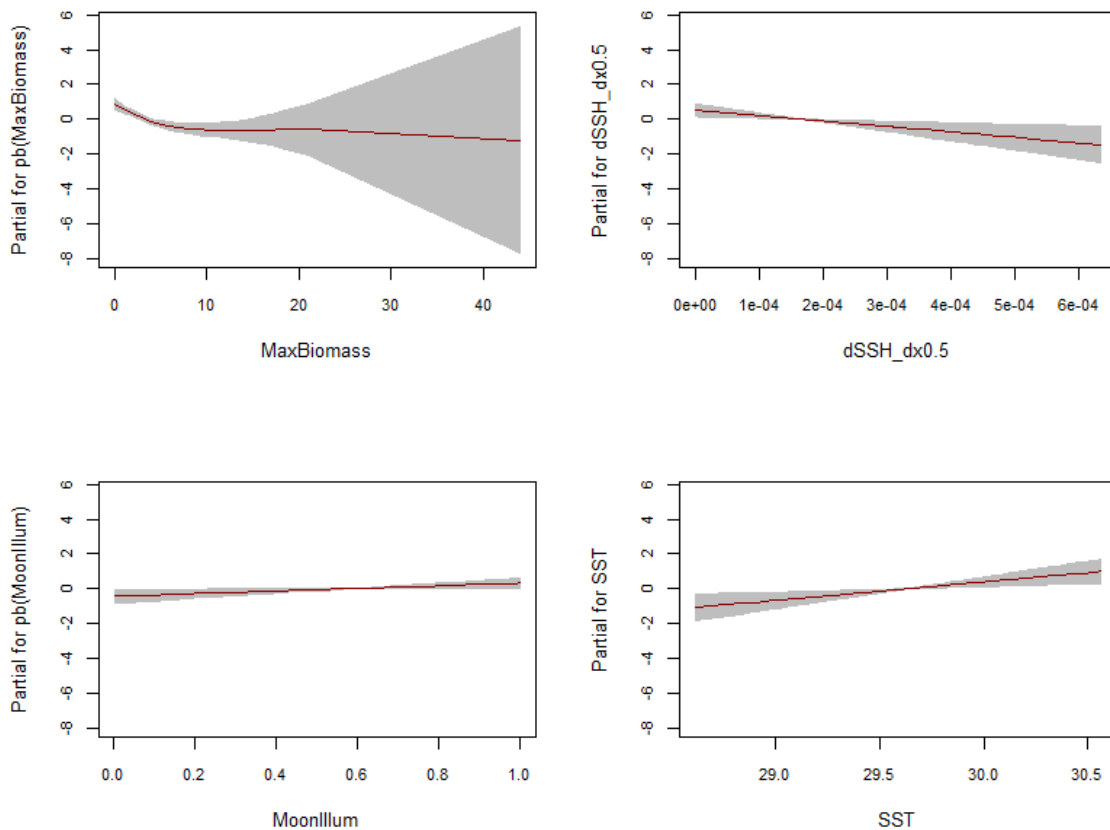 Partial for pb(MaxBiomass)
6
4
2
0
-2
-4
-6
-8
0 10 20 30 40
MaxBiomass
Partial for dSSH_dx0.5
6
4
2
0
-2
-4
-6
-8
0e+00 1e-04 2e-04 3e-04 4e-04 5e-04 6e-04
dSSH_dx0.5
Partial for pb(MoonIllum)
6
4
2
0
-2
-4
-6
-8
0.0 0.2 0.4 0.6 0.8 1.0
MoonIllum
Partial for SST
6
4
2
0
-2
-4
-6
-8
29.0 29.5 30.0 30.5
SST